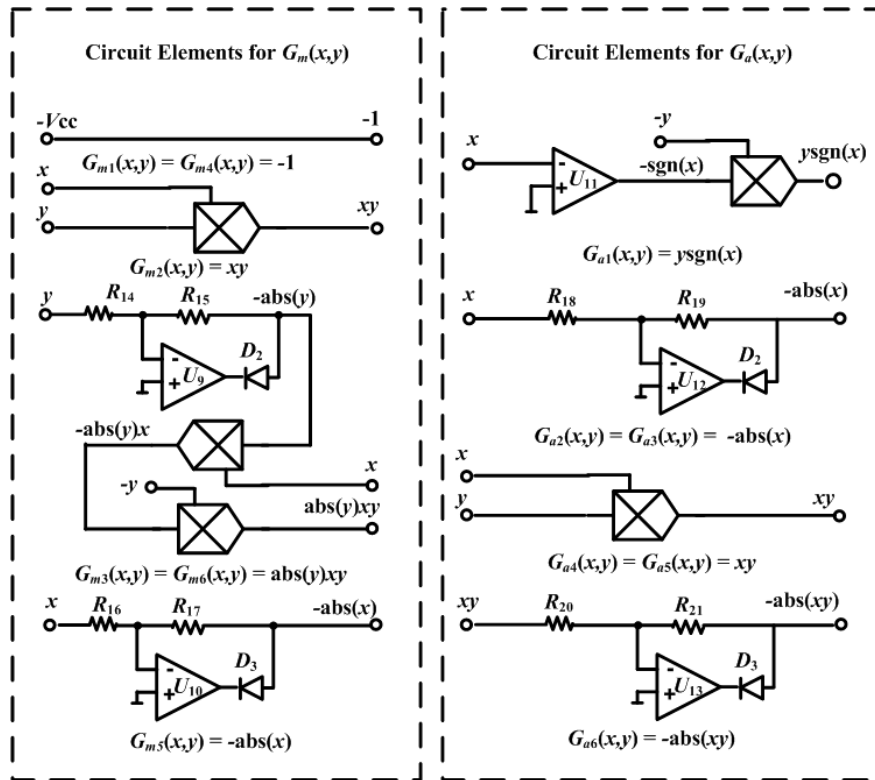 Circuit Elements for Gm(x,y)
-Vcc -1
Gm1(x,y) = Gm4(x,y) = -1
x
y xy
Gm2(x,y) = xy
y R14 R15 -abs(y)
- + U9 D2
-abs(y)x
x
-y abs(y)xy
Gm3(x,y) = Gm6(x,y) = abs(y)xy
x R16 R17 -abs(x)
- + U10 D3
Gm5(x,y) = -abs(x)
Circuit Elements for Ga(x,y)
-y
x - + U11 -sgn(x) ysgn(x)
Ga1(x,y) = ysgn(x)
x R18 R19 -abs(x)
- + U12 D2
Ga2(x,y) = Ga3(x,y) = -abs(x)
x
y xy
Ga4(x,y) = Ga5(x,y) = xy
xy R20 R21 -abs(xy)
- + U13 D3
Ga6(x,y) = -abs(xy)